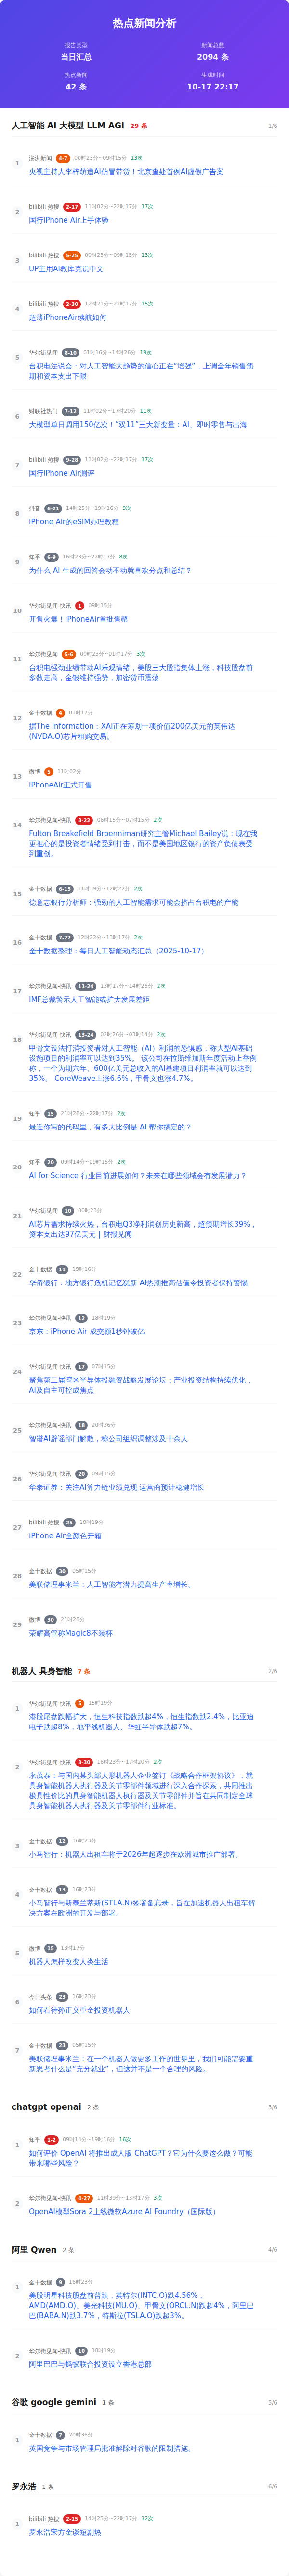 热点新闻分析
报告类型
当日汇总
新闻总数
2094 条
热点新闻
42 条
生成时间
10-17 22:17
人工智能 AI 大模型 LLM AGI 29 条 1/6
1
澎湃新闻 6-7 00时23分~09时15分 13次
央视主持人李梓萌遭AI仿冒带货！北京查处首例AI虚假广告案
2
bilibili 热搜 2-17 11时02分~22时17分 17次
国行iPhone Air上手体验
3
bilibili 热搜 5-25 00时23分~09时15分 13次
UP主用AI教库克说中文
4
bilibili 热搜 2-30 12时21分~22时17分 15次
超薄iPhoneAir续航如何
5
华尔街见闻 8-10 01时16分~14时26分 19次
台积电法说会：对人工智能大趋势的信心正在“增强”，上调全年销售预
期和资本支出下限
6
财联社热门 7-12 11时02分~17时20分 11次
大模型单日调用150亿次！“双11”三大新变量：AI、即时零售与出海
7
bilibili 热搜 9-28 11时02分~22时17分 17次
国行iPhone Air测评
8
抖音 6-21 14时25分~19时16分 9次
iPhone Air的eSIM办理教程
9
知乎 6-9 16时23分~22时17分 8次
为什么 AI 生成的回答会动不动就喜欢分点和总结？
10
华尔街见闻-快讯 1 09时15分
开售火爆！iPhoneAir首批售罄
11
华尔街见闻 5-6 00时23分~01时17分 3次
台积电强劲业绩带动AI乐观情绪，美股三大股指集体上涨，科技股盘前
多数走高，金银维持强势，加密货币震荡
12
金十数据 4 01时17分
据The Information：XAI正在筹划一项价值200亿美元的英伟达
(NVDA.O)芯片租购交易。
13
微博 5 11时02分
iPhoneAir正式开售
14
华尔街见闻-快讯 3-22 06时15分~07时15分 2次
Fulton Breakefield Broenniman研究主管Michael Bailey说：现在我
更担心的是投资者情绪受到打击，而不是美国地区银行的资产负债表受
到重创。
15
金十数据 6-15 11时39分~12时22分 2次
德意志银行分析师：强劲的人工智能需求可能会挤占台积电的产能
16
金十数据 7-22 12时22分~13时17分 2次
金十数据整理：每日人工智能动态汇总（2025-10-17）
17
华尔街见闻-快讯 11-24 13时17分~14时26分 2次
IMF总裁警示人工智能或扩大发展差距
18
华尔街见闻-快讯 13-24 02时26分~03时14分 2次
甲骨文设法打消投资者对人工智能（AI）利润的恐惧感，称大型AI基础
设施项目的利润率可以达到35%。 该公司在拉斯维加斯年度活动上举例
称，一个为期六年、600亿美元总收入的AI基建项目利润率就可以达到
35%。 CoreWeave上涨6.6%，甲骨文也涨4.7%。
19
知乎 15 21时28分~22时17分 2次
最近你写的代码里，有多大比例是 AI 帮你搞定的？
20
知乎 20 09时14分~09时15分 2次
AI for Science 行业目前进展如何？未来在哪些领域会有发展潜力？
21
华尔街见闻 10 00时23分
AI芯片需求持续火热，台积电Q3净利润创历史新高，超预期增长39%，
资本支出达97亿美元 | 财报见闻
22
金十数据 11 19时16分
华侨银行：地方银行危机记忆犹新 AI热潮推高估值令投资者保持警惕
23
华尔街见闻-快讯 12 18时19分
京东：iPhone Air 成交额1秒钟破亿
24
华尔街见闻-快讯 17 07时15分
聚焦第二届湾区半导体投融资战略发展论坛：产业投资结构持续优化，
AI及自主可控成焦点
25
华尔街见闻-快讯 18 20时36分
智谱AI辟谣部门解散，称公司组织调整涉及十余人
26
华尔街见闻-快讯 20 09时15分
华泰证券：关注AI算力链业绩兑现 运营商预计稳健增长
27
bilibili 热搜 25 18时19分
iPhone Air全颜色开箱
28
金十数据 30 05时15分
美联储理事米兰：人工智能有潜力提高生产率增长。
29
微博 30 21时28分
荣耀高管称Magic8不装杯
机器人 具身智能 7 条 2/6
1
华尔街见闻-快讯 5 15时19分
港股尾盘跌幅扩大，恒生科技指数跌超4%，恒生指数跌2.4%，比亚迪
电子跌超8%，地平线机器人、华虹半导体跌超7%。
2
华尔街见闻-快讯 3-30 16时23分~17时20分 2次
永茂泰：与国内某头部人形机器人企业签订《战略合作框架协议》，就
具身智能机器人执行器及关节零部件领域进行深入合作探索，共同推出
极具性价比的具身智能机器人执行器及关节零部件并旨在共同制定全球
具身智能机器人执行器及关节零部件行业标准。
3
金十数据 12 16时23分
小马智行：机器人出租车将于2026年起逐步在欧洲城市推广部署。
4
金十数据 13 16时23分
小马智行与斯泰兰蒂斯(STLA.N)签署备忘录，旨在加速机器人出租车解
决方案在欧洲的开发与部署。
5
微博 15 13时17分
机器人怎样改变人类生活
6
今日头条 23 16时23分
如何看待孙正义重金投资机器人
7
金十数据 23 05时15分
美联储理事米兰：在一个机器人做更多工作的世界里，我们可能需要重
新思考什么是“充分就业”，但这并不是一个合理的风险。
chatgpt openai 2 条 3/6
1
知乎 1-2 09时14分~19时16分 16次
如何评价 OpenAI 将推出成人版 ChatGPT？它为什么要这么做？可能
带来哪些风险？
2
华尔街见闻-快讯 4-27 11时39分~13时17分 3次
OpenAI模型Sora 2上线微软Azure AI Foundry（国际版）
阿里 Qwen 2 条 4/6
1
金十数据 9 16时23分
美股明星科技股盘前普跌，英特尔(INTC.O)跌4.56%，
AMD(AMD.O)、美光科技(MU.O)、甲骨文(ORCL.N)跌超4%，阿里巴
巴(BABA.N)跌3.7%，特斯拉(TSLA.O)跌超3%。
2
华尔街见闻-快讯 10 18时19分
阿里巴巴与蚂蚁联合投资设立香港总部
谷歌 google gemini 1 条 5/6
1
金十数据 7 20时36分
英国竞争与市场管理局批准解除对谷歌的限制措施。
罗永浩 1 条 6/6
1
bilibili 热搜 2-15 14时25分~22时17分 12次
罗永浩宋方金谈短剧热